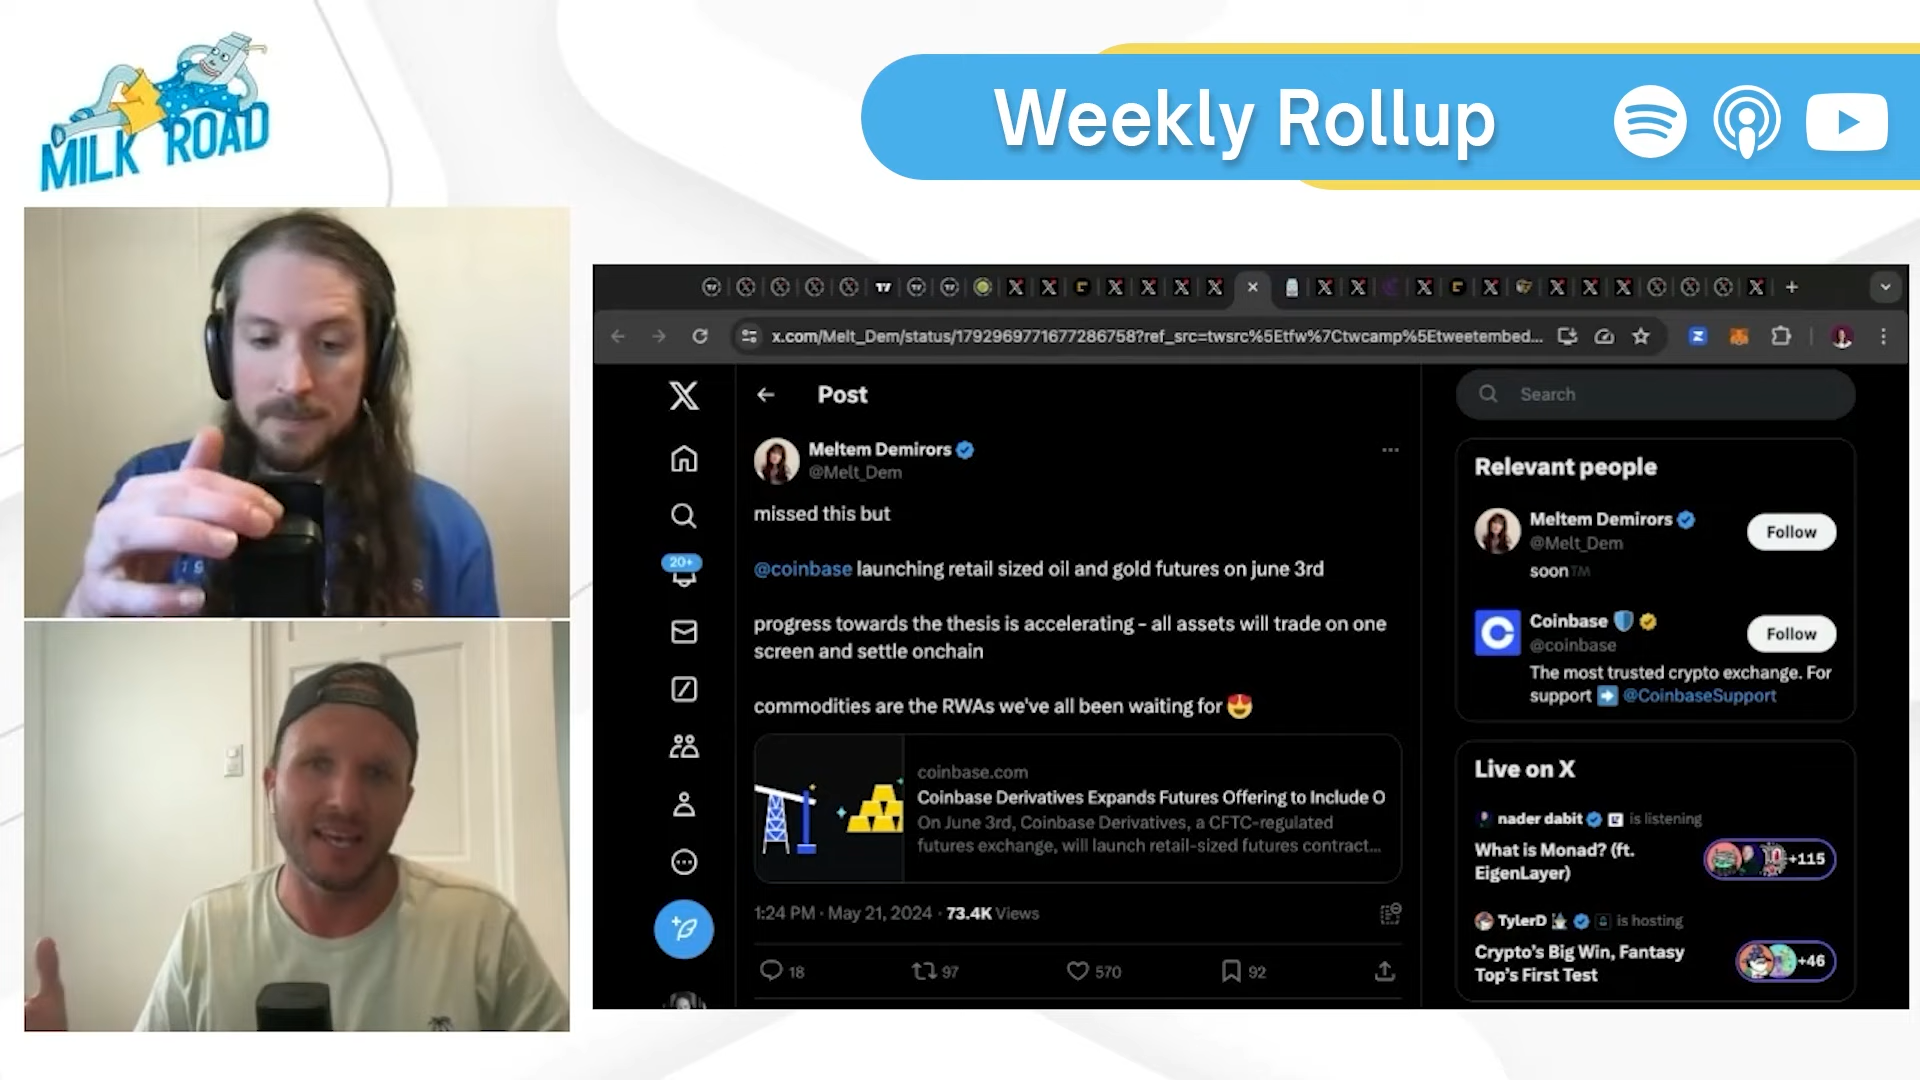 MILK ROAD
Weekly Rollup
x.com/Melt_Dem/status/1792969771677286758?ref_src=twsrc%5Etfw%7Ctwcamp%5Etweetembed...
Post
Search
Meltem Demirors
@Melt_Dem
missed this but
@coinbase launching retail sized oil and gold futures on june 3rd
progress towards the thesis is accelerating - all assets will trade on one
screen and settle onchain
commodities are the RWAs we've all been waiting for 😍
coinbase.com
Coinbase Derivatives Expands Futures Offering to Include O
On June 3rd, Coinbase Derivatives, a CFTC-regulated
futures exchange, will launch retail-sized futures contract...
1:24 PM · May 21, 2024 · 73.4K Views
18 97 570 92
20+
Relevant people
Meltem Demirors
@Melt_Dem
Follow
soon™
Coinbase
@coinbase
Follow
The most trusted crypto exchange. For
support ➡ @CoinbaseSupport
Live on X
nader dabit is listening
What is Monad? (ft.
EigenLayer)
+115
TylerD is hosting
Crypto's Big Win, Fantasy
Top's First Test
+46